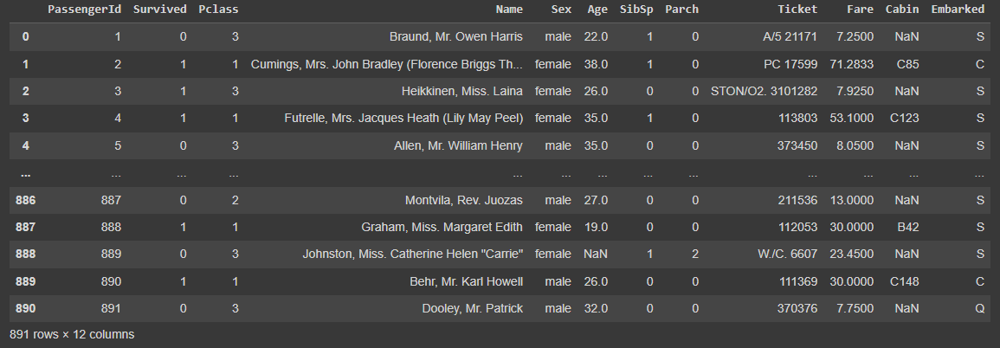 PassengerId Survived Pclass Name Sex Age SibSp Parch Ticket Fare Cabin Embarked
0 1 0 3 Braund, Mr. Owen Harris male 22.0 1 0 A/5 21171 7.2500 NaN S
1 2 1 1 Cumings, Mrs. John Bradley (Florence Briggs Th... female 38.0 1 0 PC 17599 71.2833 C85 C
2 3 1 3 Heikkinen, Miss. Laina female 26.0 0 0 STON/O2. 3101282 7.9250 NaN S
3 4 1 1 Futrelle, Mrs. Jacques Heath (Lily May Peel) female 35.0 1 0 113803 53.1000 C123 S
4 5 0 3 Allen, Mr. William Henry male 35.0 0 0 373450 8.0500 NaN S
... ... ... ... ... ... ... ... ... ... ... ... ...
886 887 0 2 Montvila, Rev. Juozas male 27.0 0 0 211536 13.0000 NaN S
887 888 1 1 Graham, Miss. Margaret Edith female 19.0 0 0 112053 30.0000 B42 S
888 889 0 3 Johnston, Miss. Catherine Helen "Carrie" female NaN 1 2 W./C. 6607 23.4500 NaN S
889 890 1 1 Behr, Mr. Karl Howell male 26.0 0 0 111369 30.0000 C148 C
890 891 0 3 Dooley, Mr. Patrick male 32.0 0 0 370376 7.7500 NaN Q
891 rows × 12 columns